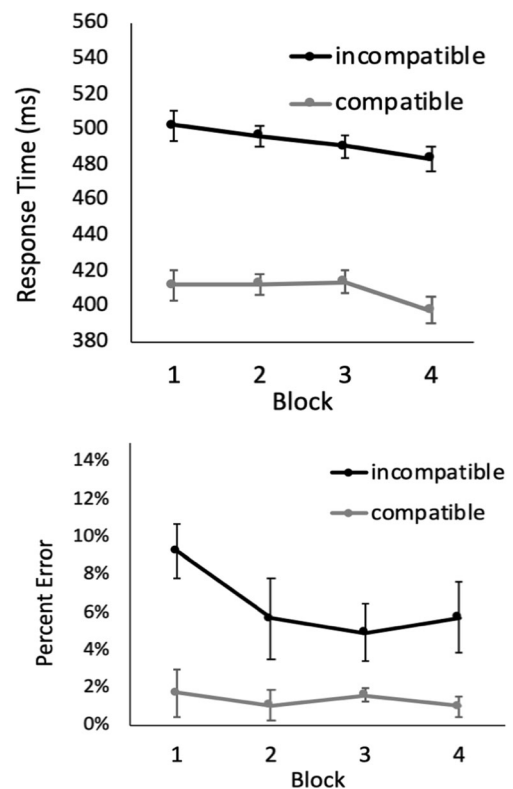 560
540
520
500
480
460
440
420
400
380
Response Time (ms)
incompatible
compatible
1 2 3 4
Block
14%
12%
10%
8%
6%
4%
2%
0%
Percent Error
incompatible
compatible
1 2 3 4
Block